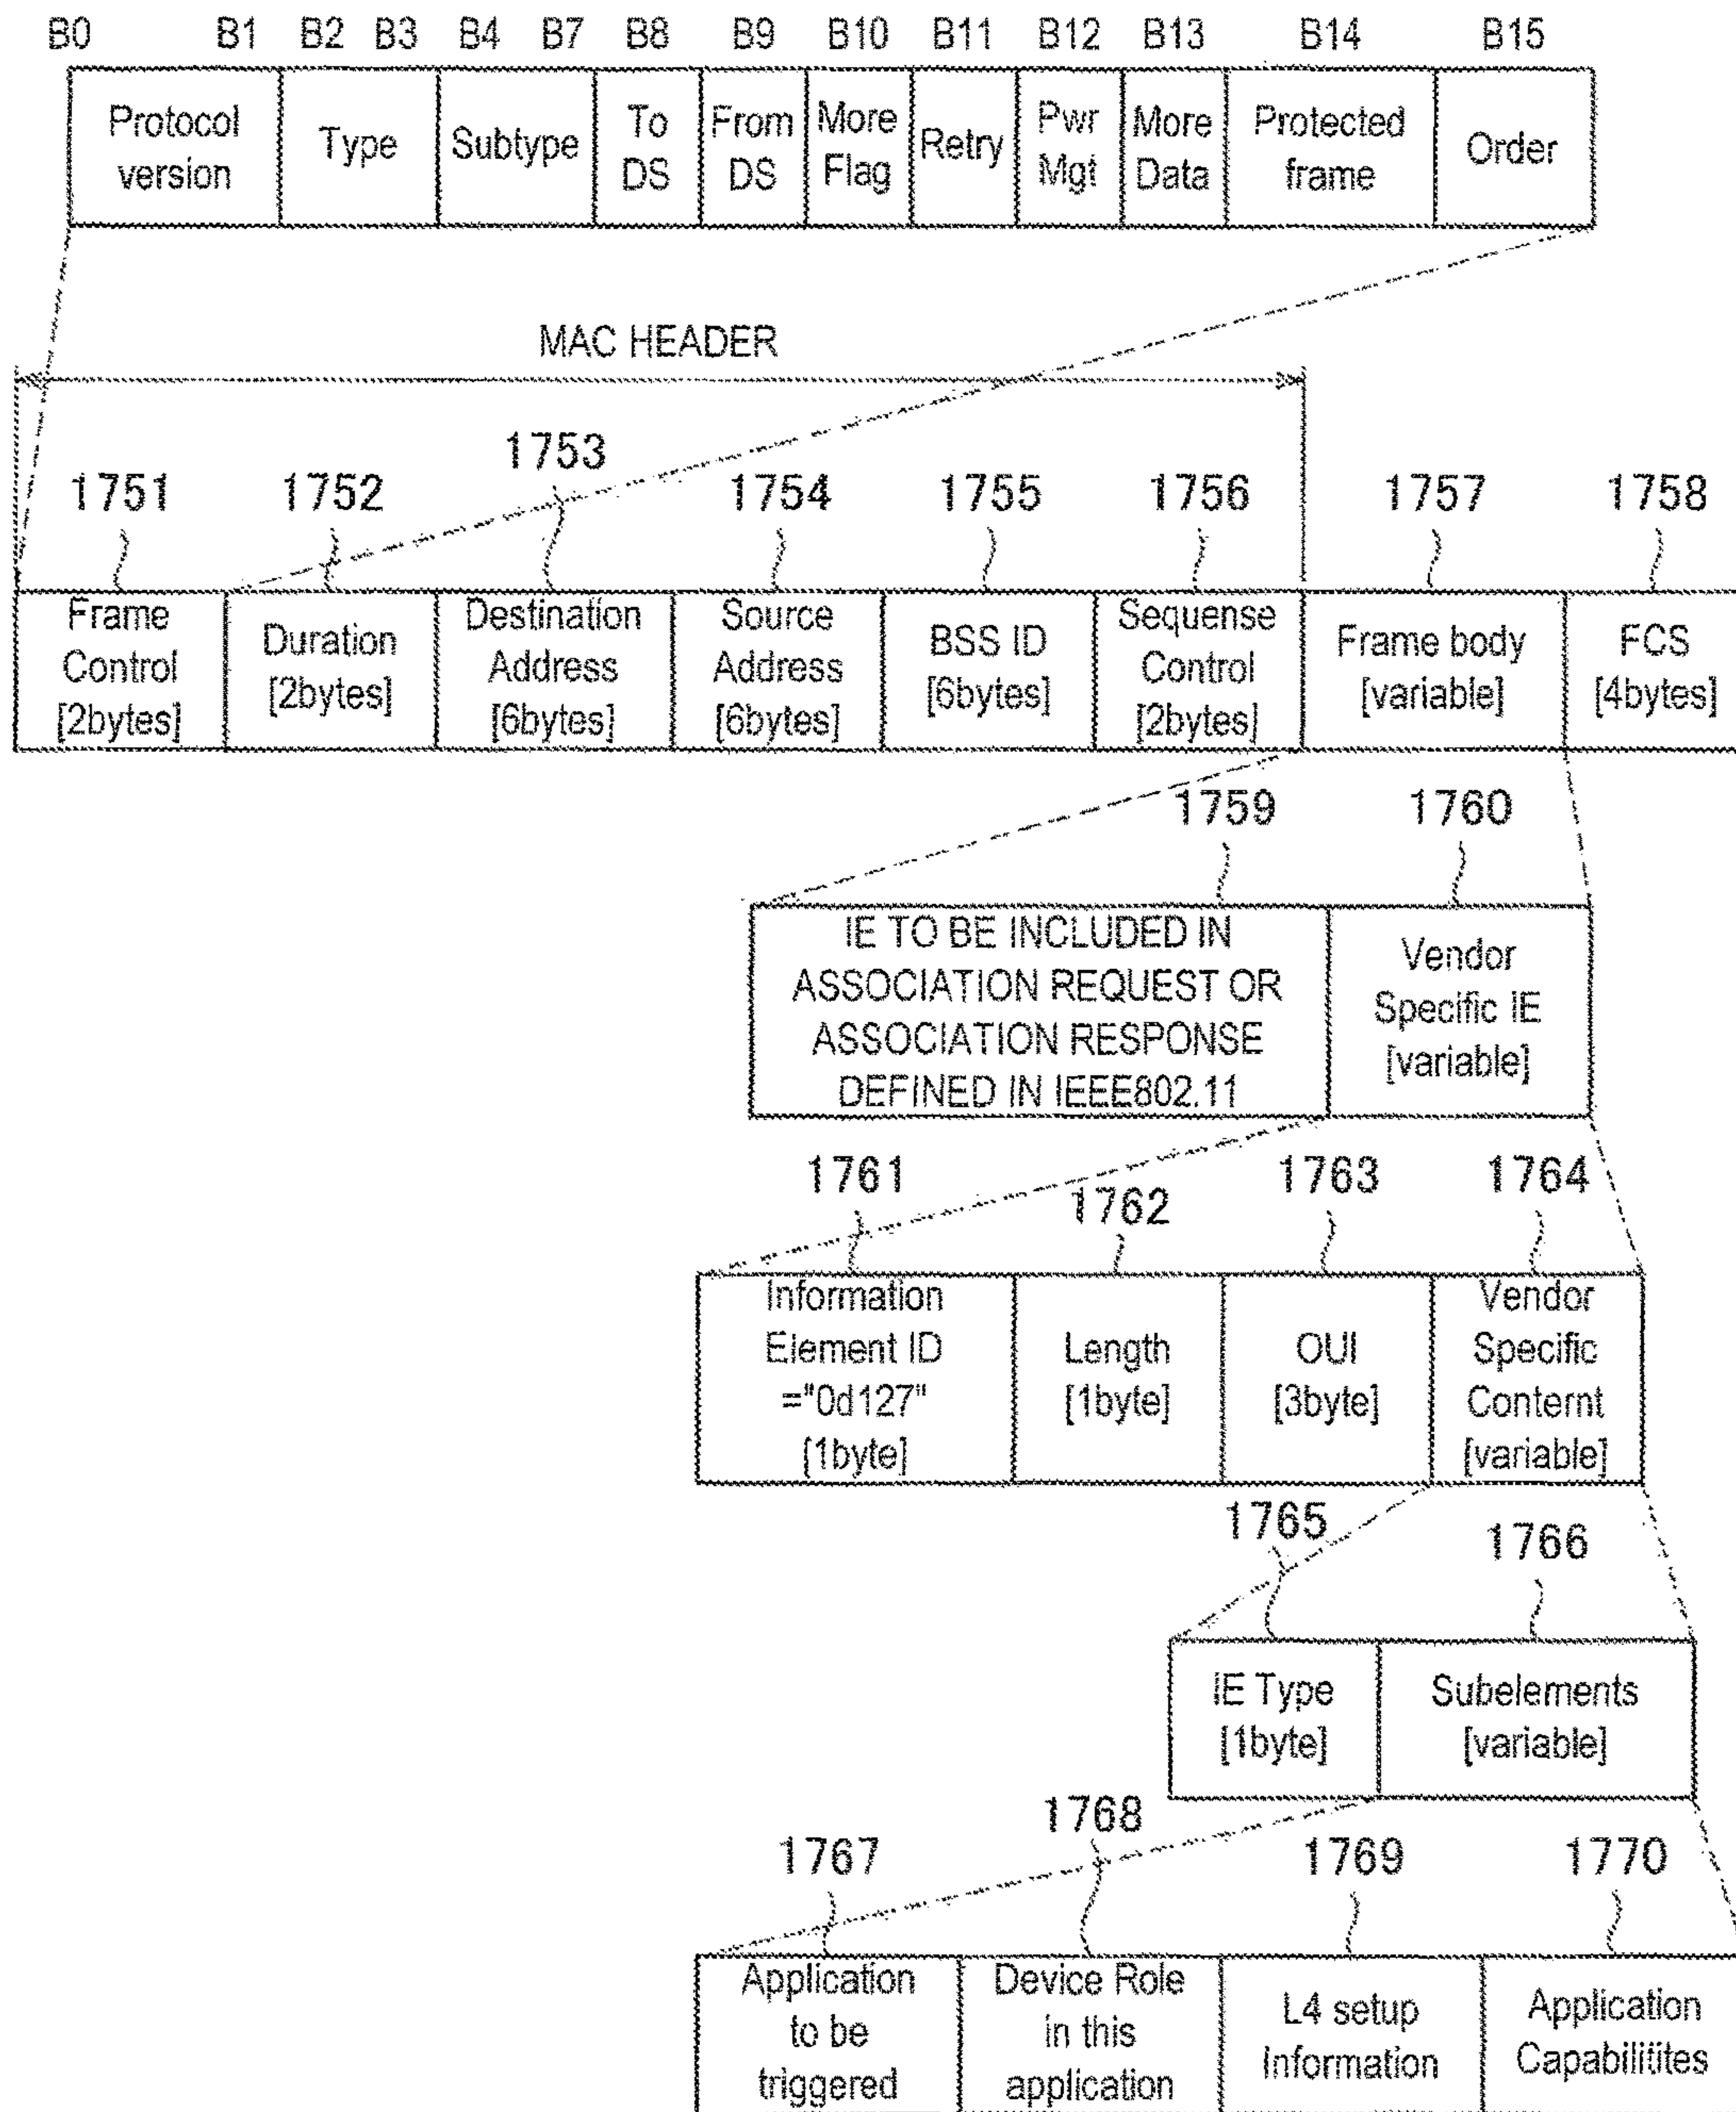 B0 B1 B2 B3 B4 B7 B8 B9 B10 B11 B12 B13 B14 B15
Protocol
version
Type
Subtype
To
DS
From
DS
More
Flag
Retry
Pwr
Mgt
More
Data
Protected
frame
Order
MAC HEADER
1751
1752
1753
1754
1755
1756
1757
1758
Frame
Control
[2bytes]
Duration
[2bytes]
Destination
Address
[6bytes]
Source
Address
[6bytes]
BSS ID
[6bytes]
Sequense
Control
[2bytes]
Frame body
[variable]
FCS
[4bytes]
1759
1760
IE TO BE INCLUDED IN
ASSOCIATION REQUEST OR
ASSOCIATION RESPONSE
DEFINED IN IEEE802.11
Vendor
Specific IE
[variable]
1761
1762
1763
1764
Information
Element ID
="0d127"
[1byte]
Length
[1byte]
OUI
[3byte]
Vendor
Specific
Conternt
[variable]
1765
1766
IE Type
[1byte]
Subelements
[variable]
1767
1768
1769
1770
Application
to be
triggered
Device Role
in this
application
L4 setup
Information
Application
Capabilitites